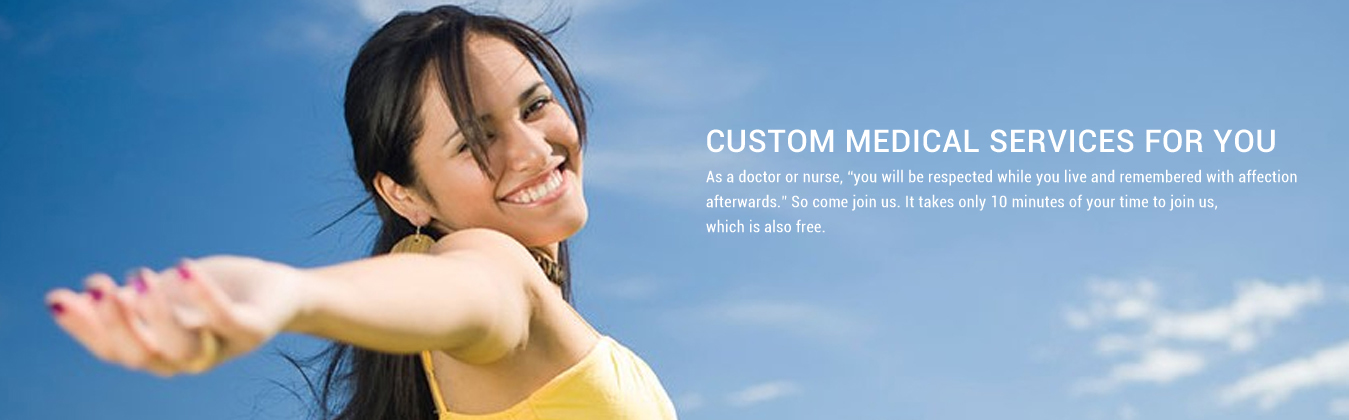 CUSTOM MEDICAL SERVICES FOR YOU
As a doctor or nurse, “you will be respected while you live and remembered with affection
afterwards.” So come join us. It takes only 10 minutes of your time to join us,
which is also free.